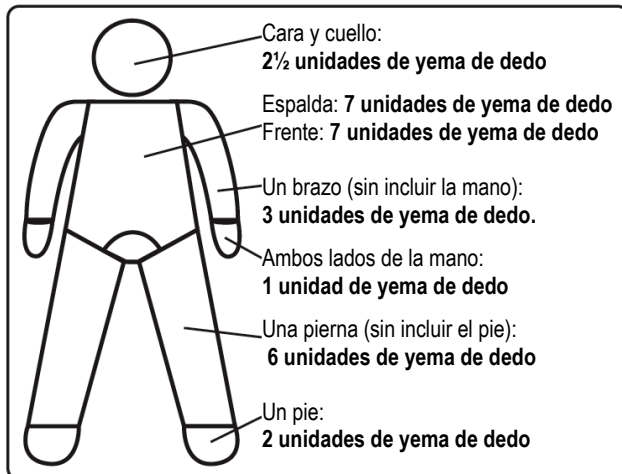 Cara y cuello:
2½ unidades de yema de dedo
Espalda: 7 unidades de yema de dedo
Frente: 7 unidades de yema de dedo
Un brazo (sin incluir la mano):
3 unidades de yema de dedo.
Ambos lados de la mano:
1 unidad de yema de dedo
Una pierna (sin incluir el pie):
6 unidades de yema de dedo
Un pie:
2 unidades de yema de dedo